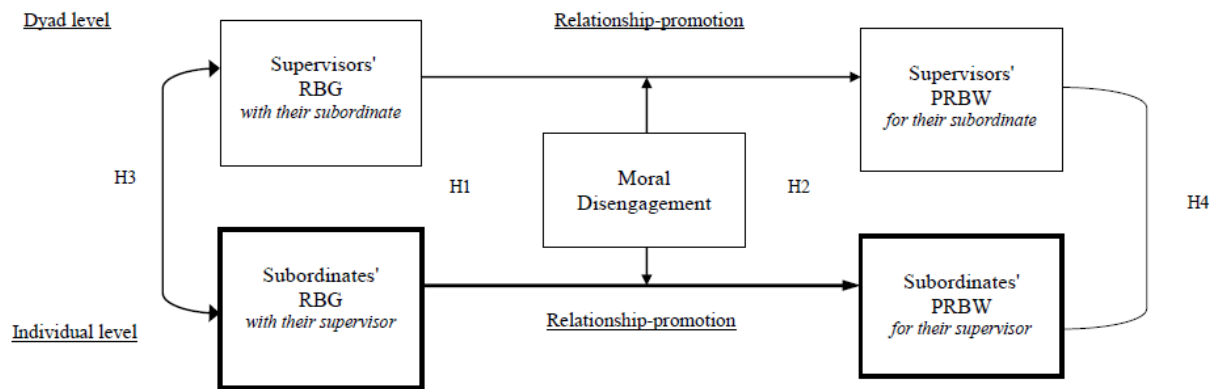 Dyad level
Relationship-promotion
Supervisors'
RBG
with their subordinate
Supervisors'
PRBW
for their subordinate
H3
H1
Moral
Disengagement
H2
H4
Subordinates'
RBG
with their supervisor
Subordinates'
PRBW
for their supervisor
Individual level
Relationship-promotion